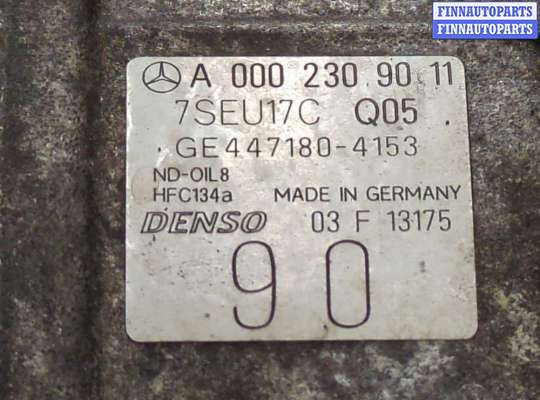 FINNAUTOPARTS
FINNAUTOPARTS
A 000 230 90 11
7SEU17C Q05
GE447180-4153
ND-OIL8
HFC134a MADE IN GERMANY
DENSO 03 F 13175
90